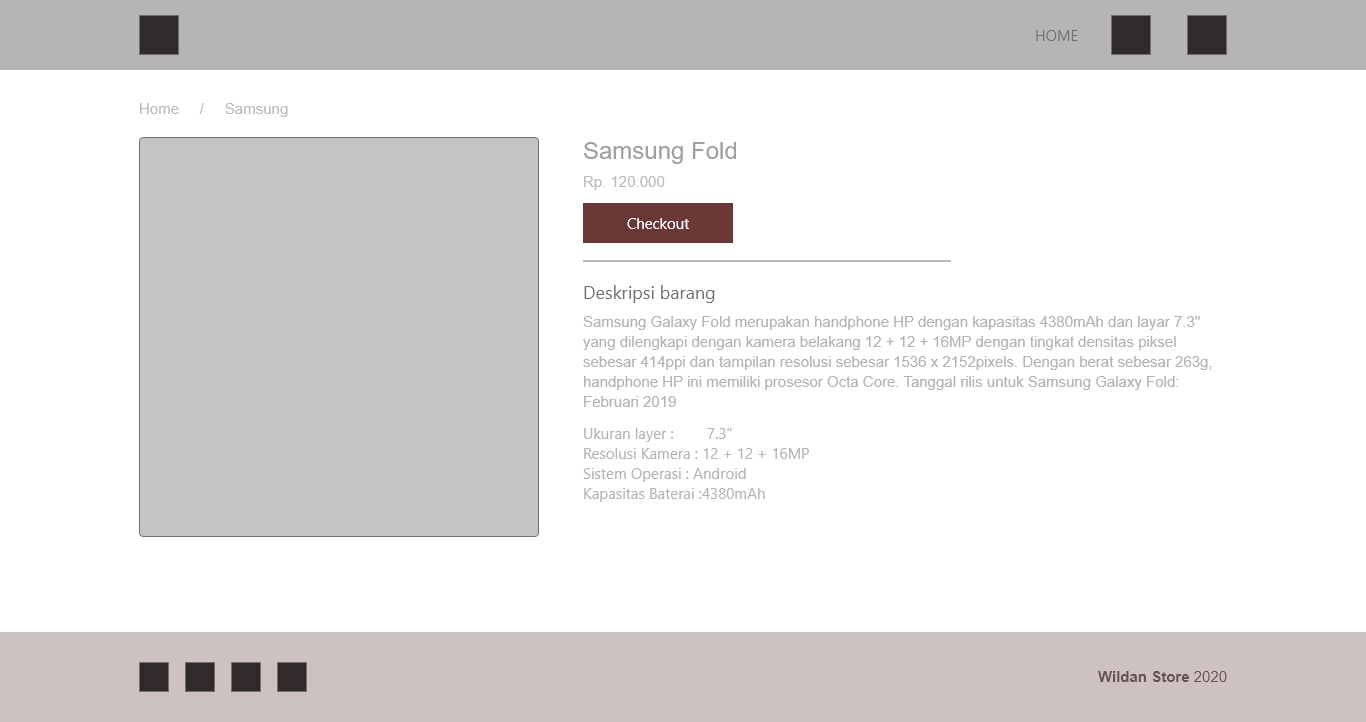 HOME
Home / Samsung
Samsung Fold
Rp. 120.000
Checkout
Deskripsi barang
Samsung Galaxy Fold merupakan handphone HP dengan kapasitas 4380mAh dan layar 7.3"
yang dilengkapi dengan kamera belakang 12 + 12 + 16MP dengan tingkat densitas piksel
sebesar 414ppi dan tampilan resolusi sebesar 1536 x 2152pixels. Dengan berat sebesar 263g,
handphone HP ini memiliki prosesor Octa Core. Tanggal rilis untuk Samsung Galaxy Fold:
Februari 2019
Ukuran layer : 7.3"
Resolusi Kamera : 12 + 12 + 16MP
Sistem Operasi : Android
Kapasitas Baterai :4380mAh
Wildan Store 2020